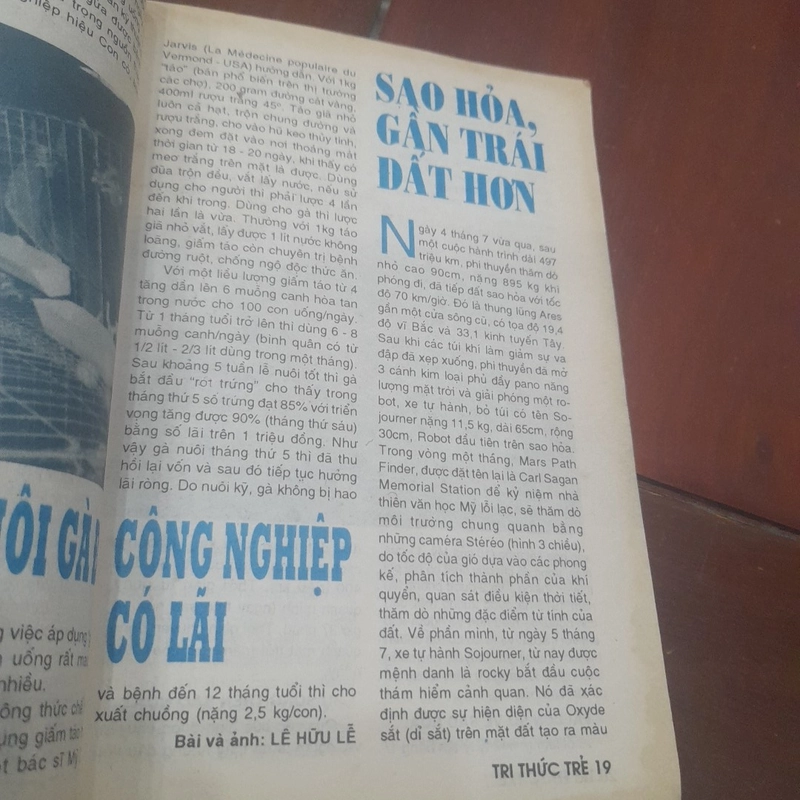 nghiệp hiệu Con có
Jarvis (La Médecine populaire du
Vermond - USA) hướng dẫn. Với 1kg
"táo" (bán phổ biến trên thị trường
các chợ), 200 gram đường cát vàng,
400ml rượu trắng 45°. Táo giã nhỏ
luôn cả hạt, trộn chung đường và
rượu trắng, cho vào hũ keo thủy tinh,
xong đem đặt vào nơi thoáng mát
thời gian từ 18 - 20 ngày, khi thấy có
meo trắng trên mặt là được. Dùng
đũa trộn đều, vắt lấy nước, nếu sử
dụng cho người thì phải lược 4 lần
đến khi trong. Dùng cho gà thì lược
hai lần là vừa. Thường với 1kg táo
giã nhỏ vắt, lấy được 1 lít nước không
loãng, giấm táo còn chuyên trị bệnh
đường ruột, chống ngộ độc thức ăn.
Với một liều lượng giấm táo từ 4
tăng dần lên 6 muỗng canh hòa tan
trong nước cho 100 con uống/ngày.
Từ 1 tháng tuổi trở lên thì dùng 6 - 8
muỗng canh/ngày (bình quân có từ
1/2 lít - 2/3 lít dùng trong một tháng).
Sau khoảng 5 tuần lễ nuôi tốt thì gà
bắt đầu "rớt trứng" cho thấy trong
tháng thứ 5 số trứng đạt 85% với triển
vọng tăng được 90% (tháng thứ sáu)
bằng số lãi trên 1 triệu đồng. Như
vậy gà nuôi tháng thứ 5 thì đã thu
hồi lại vốn và sau đó tiếp tục hưởng
lãi ròng. Do nuôi kỹ, gà không bị hao
UÔI GÀ CÔNG NGHIỆP
CÓ LÃI
việc áp dụng
uống rất
nhiều.
công thức
giấm táo
bác sĩ Mỹ
và bệnh đến 12 tháng tuổi thì cho
xuất chuồng (nặng 2,5 kg/con).
Bài và ảnh: LÊ HỮU LỄ
SAO HỎA,
GẦN TRÁI
ĐẤT HƠN
Ngày 4 tháng 7 vừa qua, sau
một cuộc hành trình dài 497
triệu km, phi thuyền thăm dò
nhỏ cao 90cm, nặng 895 kg khi
phóng đi, đã tiếp đất sao hỏa với tốc
độ 70 km/giờ. Đó là thung lũng Ares
gần một cửa sông cũ, có tọa độ 19,4
độ vĩ Bắc và 33,1 kinh tuyến Tây.
Sau khi các túi khí làm giảm sự va
đập đã xẹp xuống, phi thuyền đã mở
3 cánh kim loại phủ đầy pano năng
lượng mặt trời và giải phóng một ro-
bot, xe tự hành, bỏ túi có tên So-
journer nặng 11,5 kg, dài 65cm, rộng
30cm, Robot đầu tiên trên sao hỏa.
Trong vòng một tháng, Mars Path
Finder, được đặt tên lại là Carl Sagan
Memorial Station để kỷ niệm nhà
thiên văn học Mỹ lỗi lạc, sẽ thăm dò
môi trường chung quanh bằng
những caméra Stéréo (hình 3 chiều),
do tốc độ của gió dựa vào các phong
kế, phân tích thành phần của khí
quyển, quan sát điều kiện thời tiết,
thăm dò những đặc điểm từ tính của
đất. Về phần mình, từ ngày 5 tháng
7, xe tự hành Sojourner, từ nay được
mệnh danh là rocky bắt đầu cuộc
thám hiểm cảnh quan. Nó đã xác
định được sự hiện diện của Oxyde
sắt (dỉ sắt) trên mặt đất tạo ra màu
TRI THỨC TRẺ 19